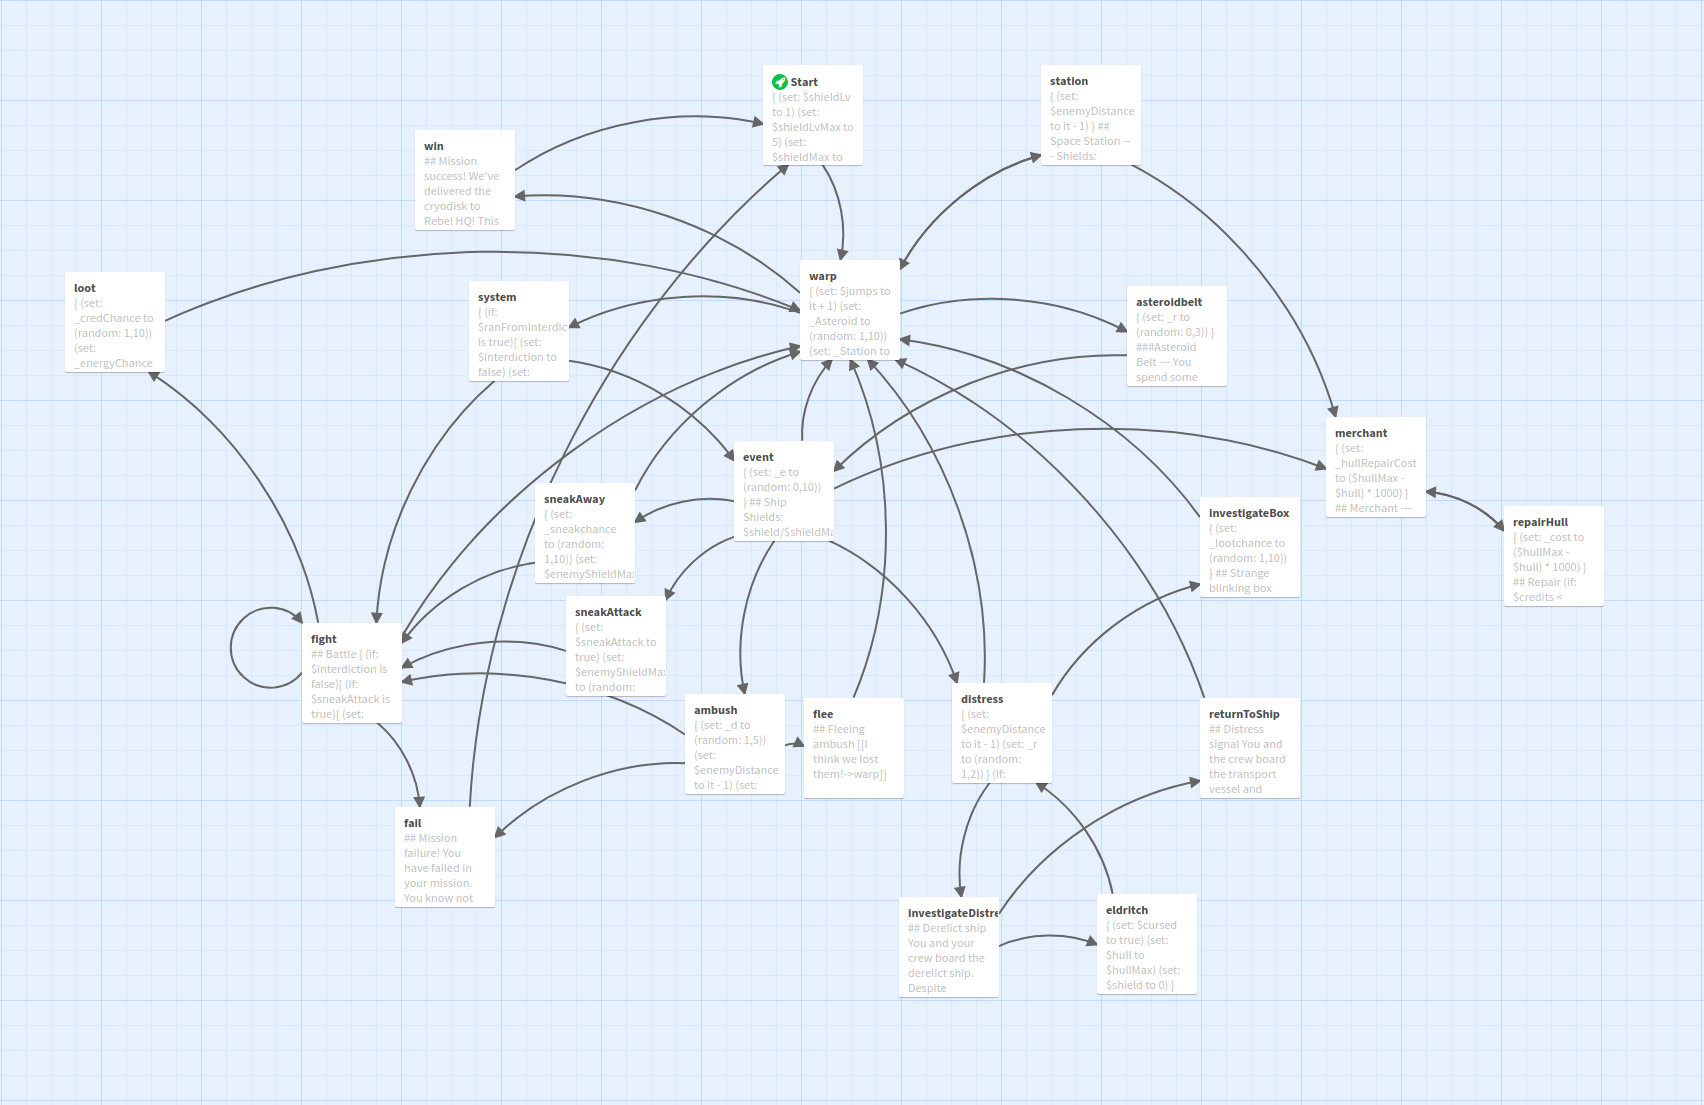 Start
{ (set: $shieldLv
to 1) (set:
$shieldLvMax to
5) (set:
$shieldMax to
station
{ (set:
$enemyDistance
to it - 1) } ##
Space Station --
- Shields:
win
## Mission
success! We've
delivered the
cryodisk to
Rebel HQ! This
warp
{ (set: $jumps to
it + 1) (set:
_Asteroid to
(random: 1,10))
(set: _Station to
loot
{ (set:
_credChance to
(random: 1,10))
(set:
_energyChance
system
{ (if:
$ranFromInterdic
is true)[ (set:
$interdiction to
false) (set:
asteroidbelt
{ (set: _r to
(random: 0,3)) }
###Asteroid
Belt --- You
spend some
merchant
{ (set:
_hullRepairCost
to ($hullMax -
$hull) * 1000) }
## Merchant ---
event
{ (set: _e to
(random: 0,10))
} ## Ship
Shields:
$shield/$shieldMa
sneakAway
{ (set:
_sneakchance
to (random:
1,10)) (set:
$enemyShieldMax
investigateBox
{ (set:
_lootchance to
(random: 1,10))
} ## Strange
blinking box
repairHull
{ (set: _cost to
($hullMax -
$hull) * 1000) }
## Repair (if:
$credits <
sneakAttack
{ (set:
$sneakAttack to
true) (set:
$enemyShieldMax
to (random:
fight
## Battle { (if:
$interdiction is
false)[ (if:
$sneakAttack is
true)[ (set:
ambush
{ (set: _d to
(random: 1,5))
(set:
$enemyDistance
to it - 1) (set:
flee
## Fleeing
ambush [[I
think we lost
them!->warp]]
distress
{ (set:
$enemyDistance
to it - 1) (set: _r
to (random:
1,2)) } (if:
returnToShip
## Distress
signal You and
the crew board
the transport
vessel and
fail
## Mission
failure! You
have failed in
your mission.
You know not
investigateDistre
## Derelict ship
You and your
crew board the
derelict ship.
Despite
eldritch
{ (set: $cursed
to true) (set:
$hull to
$hullMax) (set:
$shield to 0) }